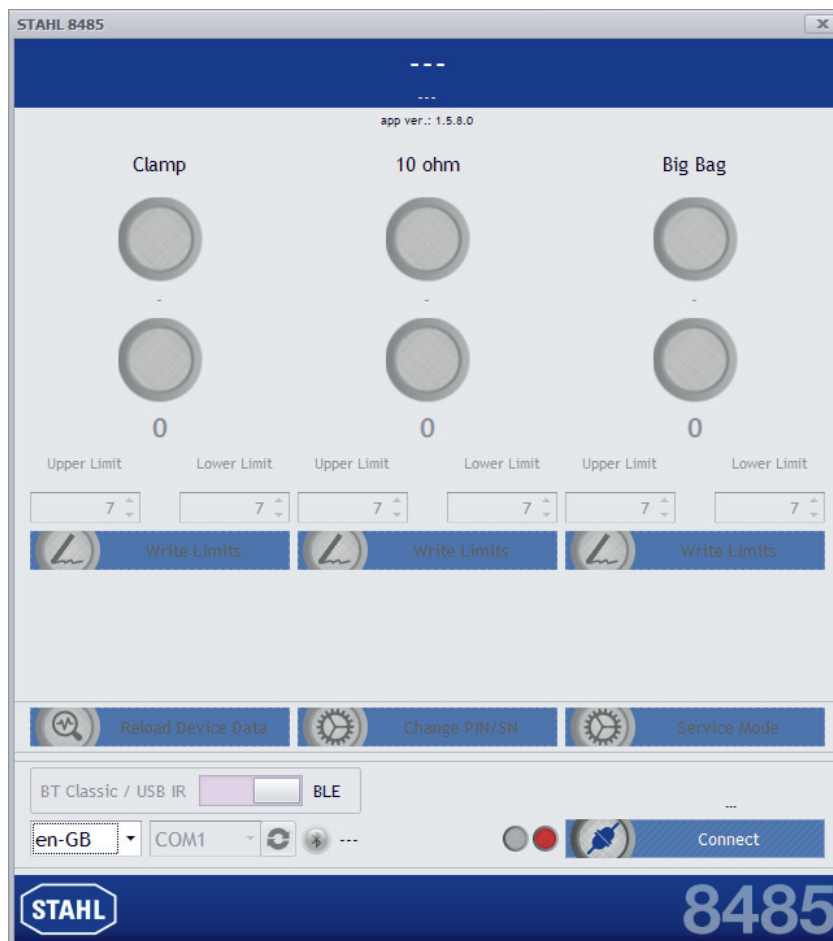 STAHL 8485
---
---
app ver.: 1.5.8.0
Clamp 10 ohm Big Bag
- - -
0 0 0
Upper Limit Lower Limit Upper Limit Lower Limit Upper Limit Lower Limit
7 7 7 7 7 7
Write Limits Write Limits Write Limits
Reload Device Data Change PIN/SN Service Mode
BT Classic / USB IR BLE
---
en-GB COM1 --- Connect
STAHL 8485